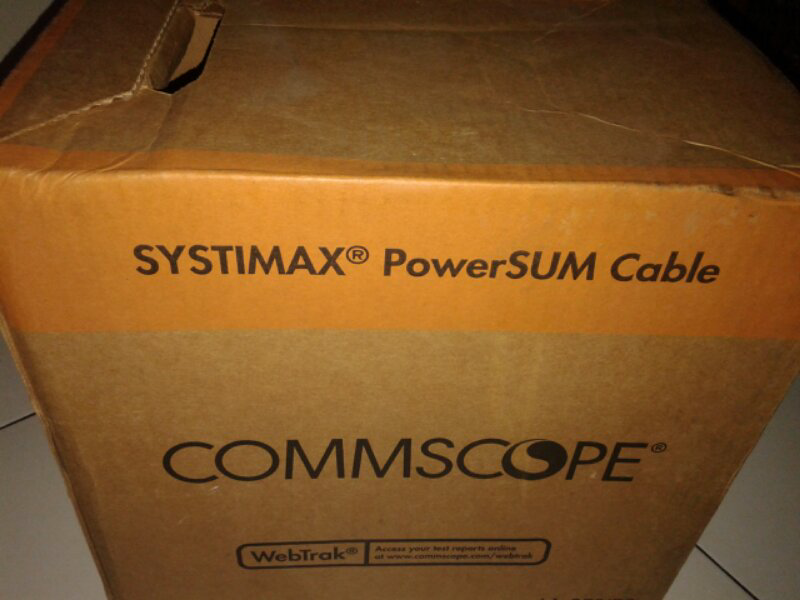 SYSTIMAX® PowerSUM Cable
COMMSCOPE®
WebTrak® Access your test reports online
at www.commscope.com/webtrak